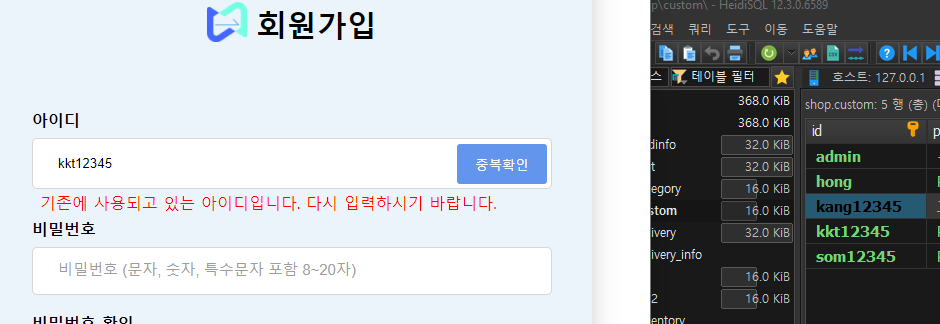 회원가입
아이디
kkt12345
중복확인
기존에 사용되고 있는 아이디입니다. 다시 입력하시기 바랍니다.
비밀번호
비밀번호 (문자, 숫자, 특수문자 포함 8~20자)
비밀번호 확인
\custom\ - HeidiSQL 12.3.0.6589
검색 쿼리 도구 이동 도움말
스 테이블 필터 호스트: 127.0.0.1
368.0 KiB
368.0 KiB
dinfo 32.0 KiB
t 32.0 KiB
egory 16.0 KiB
stom 16.0 KiB
ivery 32.0 KiB
ivery_info
16.0 KiB
2 16.0 KiB
entory
shop.custom: 5 행 (총)
id p
admin
hong
kang12345
kkt12345
som12345